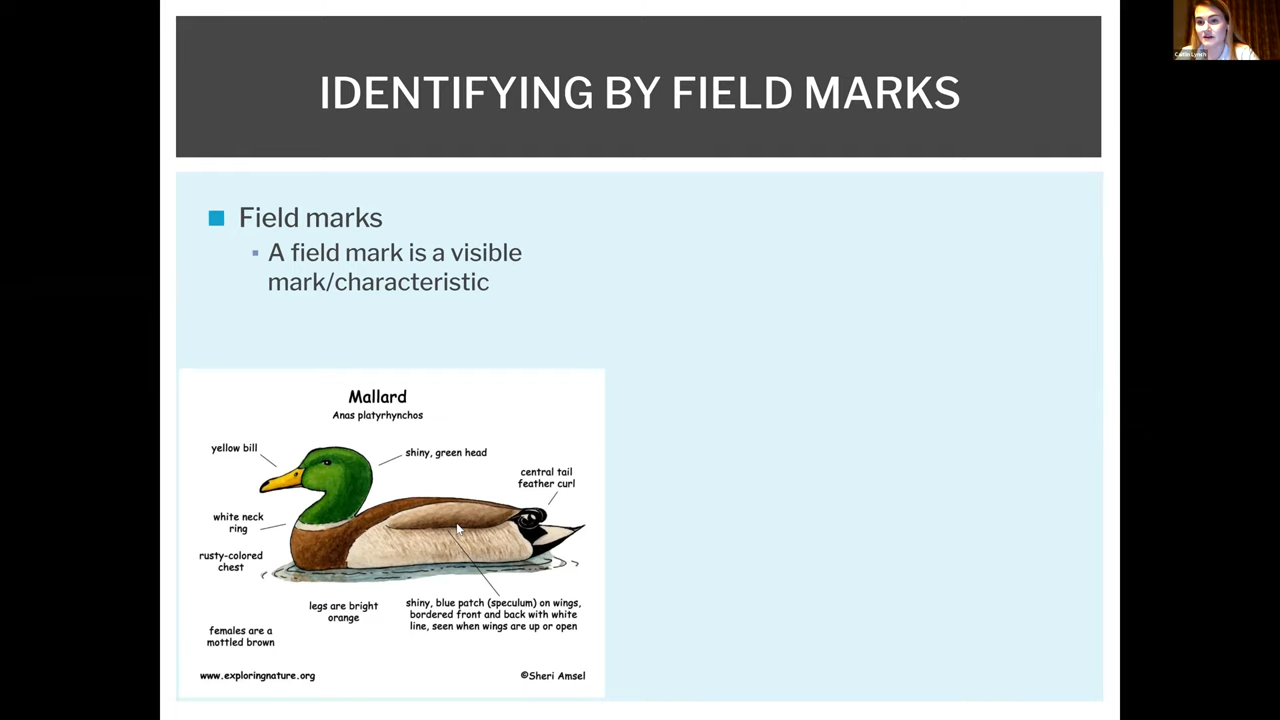 IDENTIFYING BY FIELD MARKS
Caitlin Lynch
Field marks
A field mark is a visible
mark/characteristic
Mallard
Anas platyrhynchos
yellow bill
shiny, green head
central tail
feather curl
white neck
ring
rusty-colored
chest
legs are bright
orange
shiny, blue patch (speculum) on wings,
bordered front and back with white
line, seen when wings are up or open
females are a
mottled brown
www.exploringnature.org
©Sheri Amsel